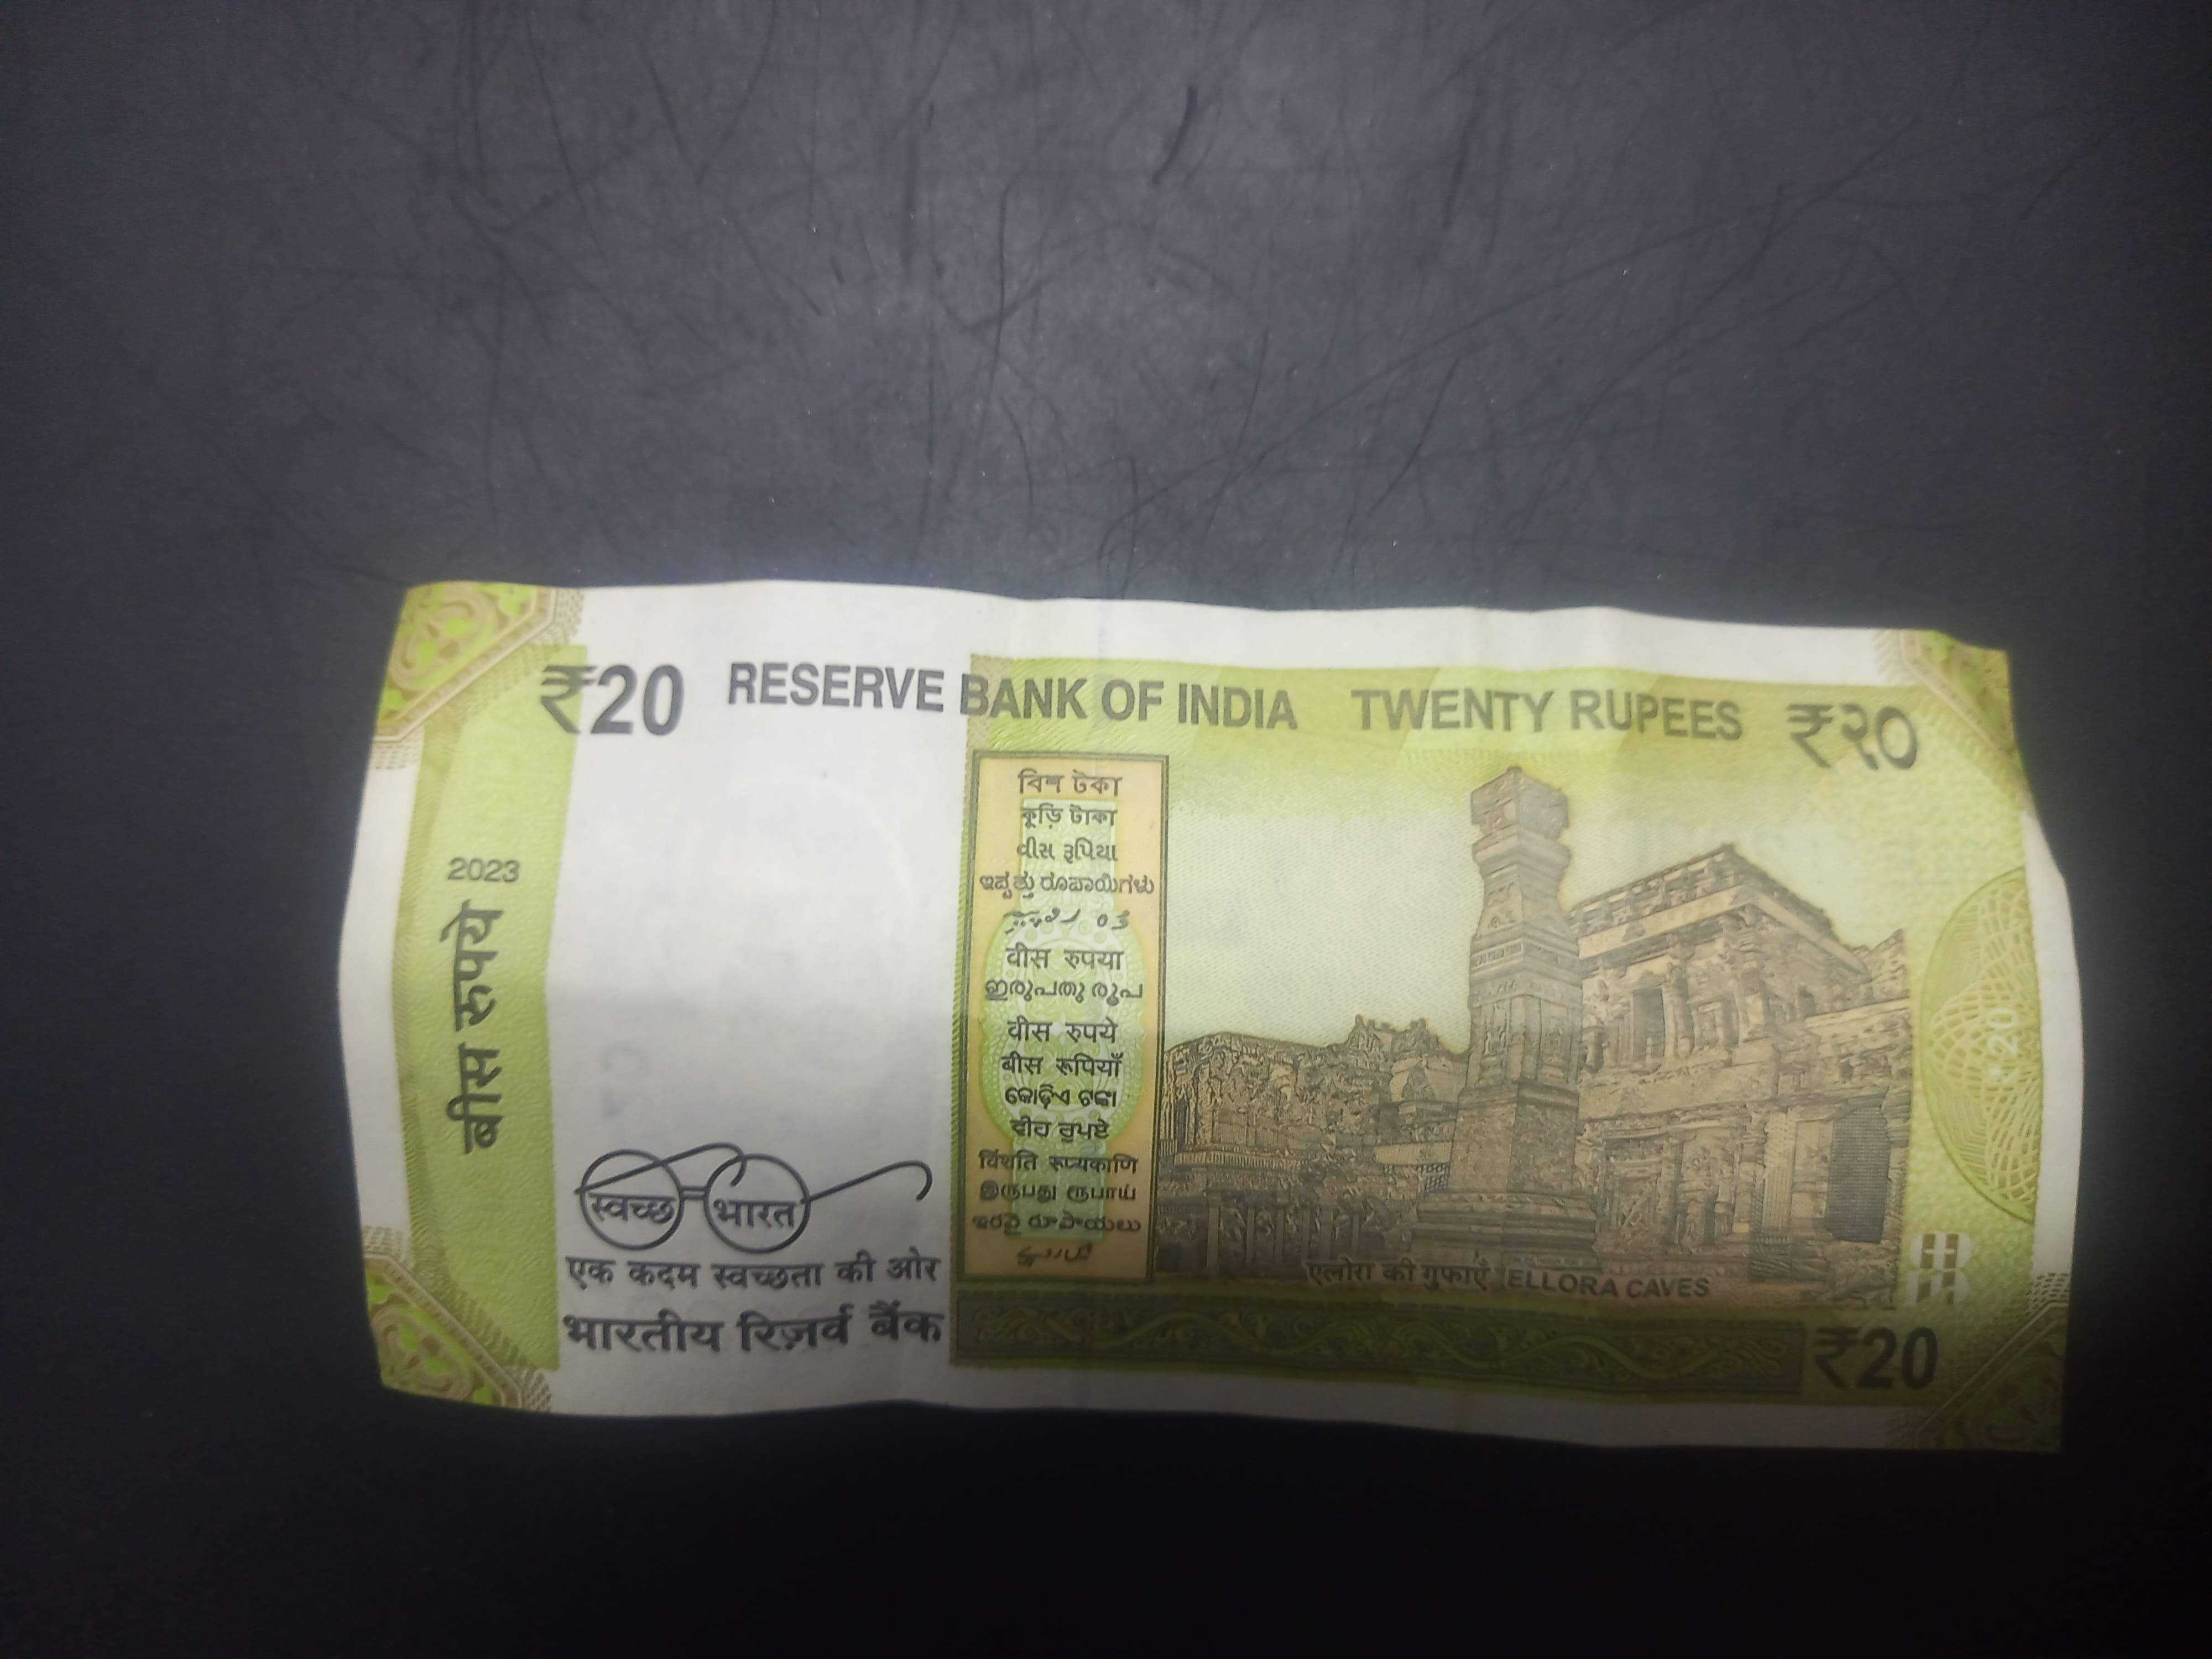 ₹20 RESERVE BANK OF INDIA TWENTY RUPEES ₹२०
2023
बीस रुपये
বিশ টকা
কুড়ি টাকা
વીસ રૂપિયા
ಇಪ್ಪತ್ತು ರೂಪಾಯಿಗಳು
वीस रुपया
ഇരുപതു രൂപ
वीस रुपये
बीस रूपियाँ
କୋଡ଼ିଏ ଟଙ୍କା
ਵੀਹ ਰੁਪਏ
विंशति रूप्यकाणि
இருபது ரூபாய்
ఇరవై రూపాయలు
स्वच्छ भारत
एक कदम स्वच्छता की ओर
भारतीय रिज़र्व बैंक
एलोरा की गुफाएँ ELLORA CAVES
₹20
20